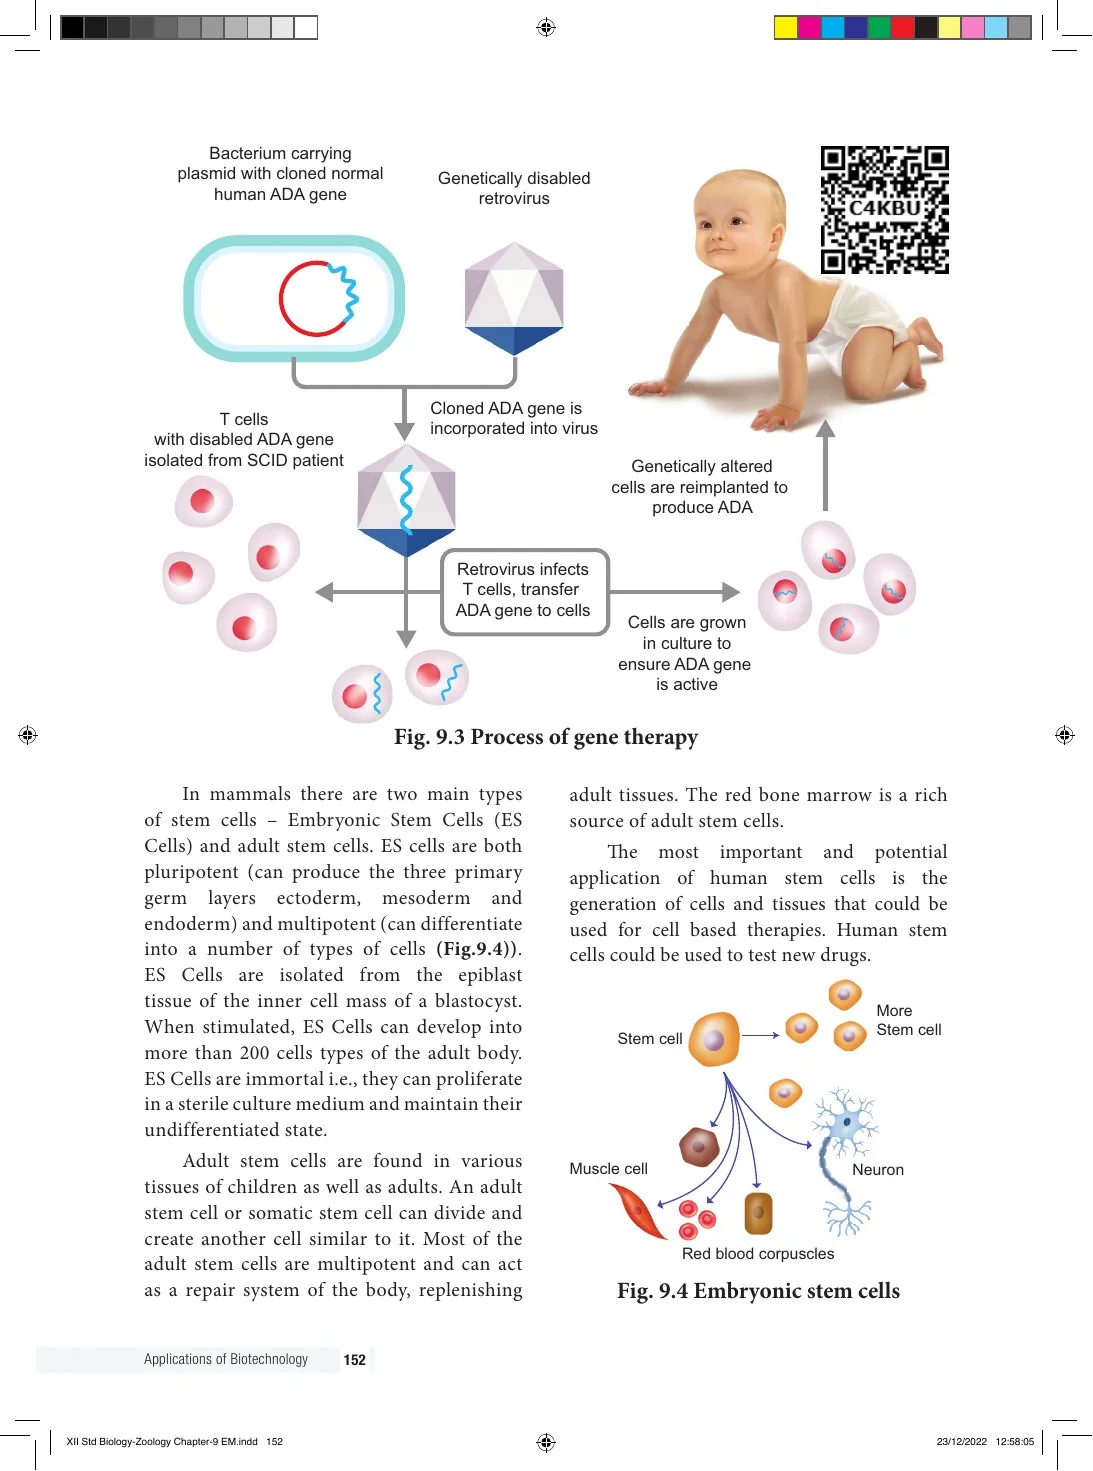 Bacterium carrying
plasmid with cloned normal
human ADA gene
Genetically disabled
retrovirus
C4KBU
T cells
with disabled ADA gene
isolated from SCID patient
Cloned ADA gene is
incorporated into virus
Genetically altered
cells are reimplanted to
produce ADA
Retrovirus infects
T cells, transfer
ADA gene to cells
Cells are grown
in culture to
ensure ADA gene
is active
Fig. 9.3 Process of gene therapy
In mammals there are two main types
of stem cells – Embryonic Stem Cells (ES
Cells) and adult stem cells. ES cells are both
pluripotent (can produce the three primary
germ layers ectoderm, mesoderm and
endoderm) and multipotent (can differentiate
into a number of types of cells (Fig.9.4)).
ES Cells are isolated from the epiblast
tissue of the inner cell mass of a blastocyst.
When stimulated, ES Cells can develop into
more than 200 cells types of the adult body.
ES Cells are immortal i.e., they can proliferate
in a sterile culture medium and maintain their
undifferentiated state.
Adult stem cells are found in various
tissues of children as well as adults. An adult
stem cell or somatic stem cell can divide and
create another cell similar to it. Most of the
adult stem cells are multipotent and can act
as a repair system of the body, replenishing
adult tissues. The red bone marrow is a rich
source of adult stem cells.
The most important and potential
application of human stem cells is the
generation of cells and tissues that could be
used for cell based therapies. Human stem
cells could be used to test new drugs.
Stem cell
More
Stem cell
Muscle cell
Neuron
Red blood corpuscles
Fig. 9.4 Embryonic stem cells
Applications of Biotechnology 152
XII Std Biology-Zoology Chapter-9 EM.indd 152
23/12/2022 12:58:05